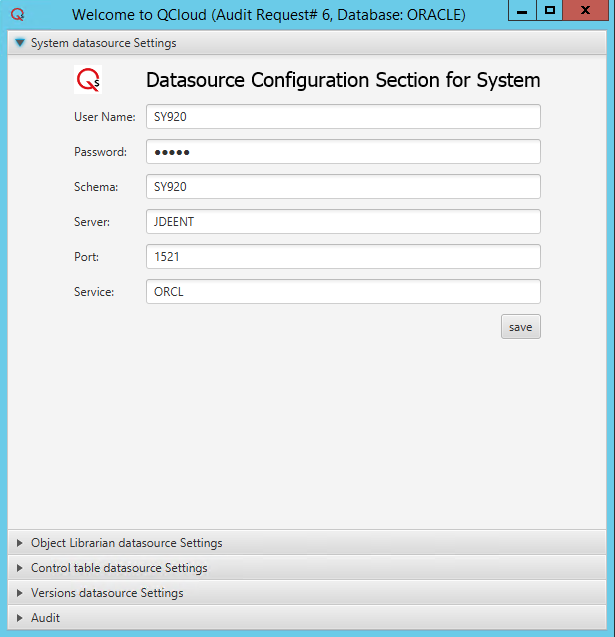 Welcome to QCloud (Audit Request# 6, Database: ORACLE)
System datasource Settings
Qs Datasource Configuration Section for System
User Name: SY920
Password: ●●●●●
Schema: SY920
Server: JDEENT
Port: 1521
Service: ORCL
save
Object Librarian datasource Settings
Control table datasource Settings
Versions datasource Settings
Audit